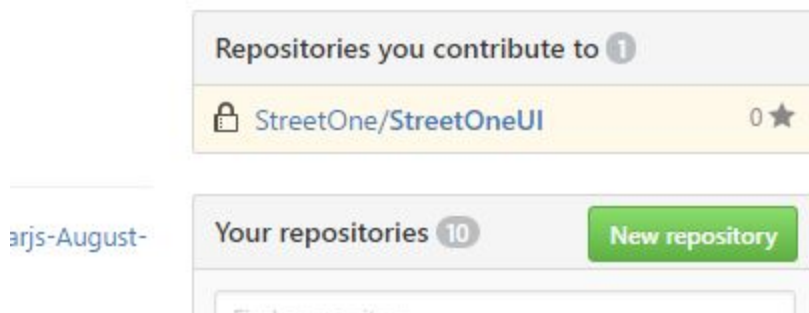 Repositories you contribute to 1
StreetOne/StreetOneUI 0
arjs-August-
Your repositories 10 New repository